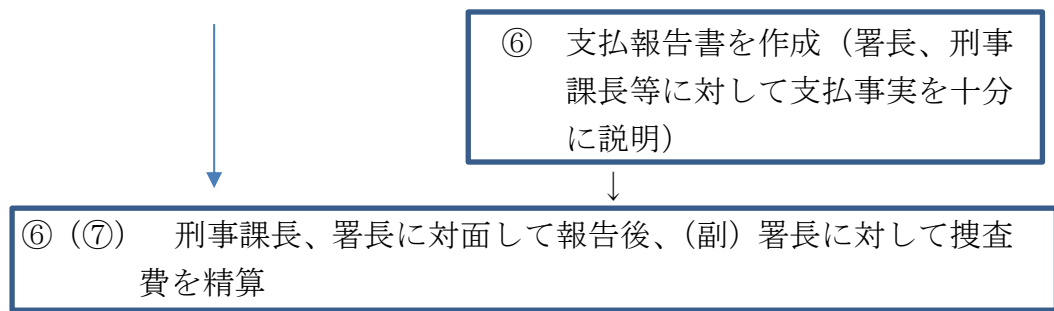 ⑥　支払報告書を作成（署長、刑事
課長等に対して支払事実を十分
に説明）
↓
⑥（⑦）　刑事課長、署長に対面して報告後、（副）署長に対して捜査
費を精算